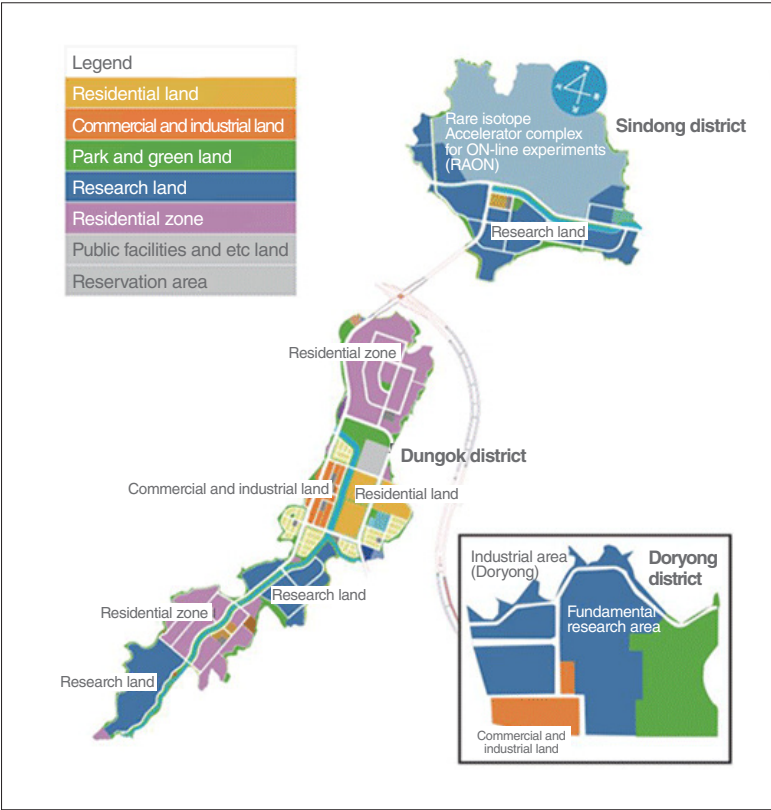 Legend
Residential land
Commercial and industrial land
Park and green land
Research land
Residential zone
Public facilities and etc land
Reservation area
Rare isotope
Accelerator complex
for ON-line experiments
(RAON)
Sindong district
Research land
Residential zone
Dungok district
Commercial and industrial land
Residential land
Research land
Residential zone
Research land
Industrial area
(Doryong)
Doryong
district
Fundamental
research area
Commercial and
industrial land